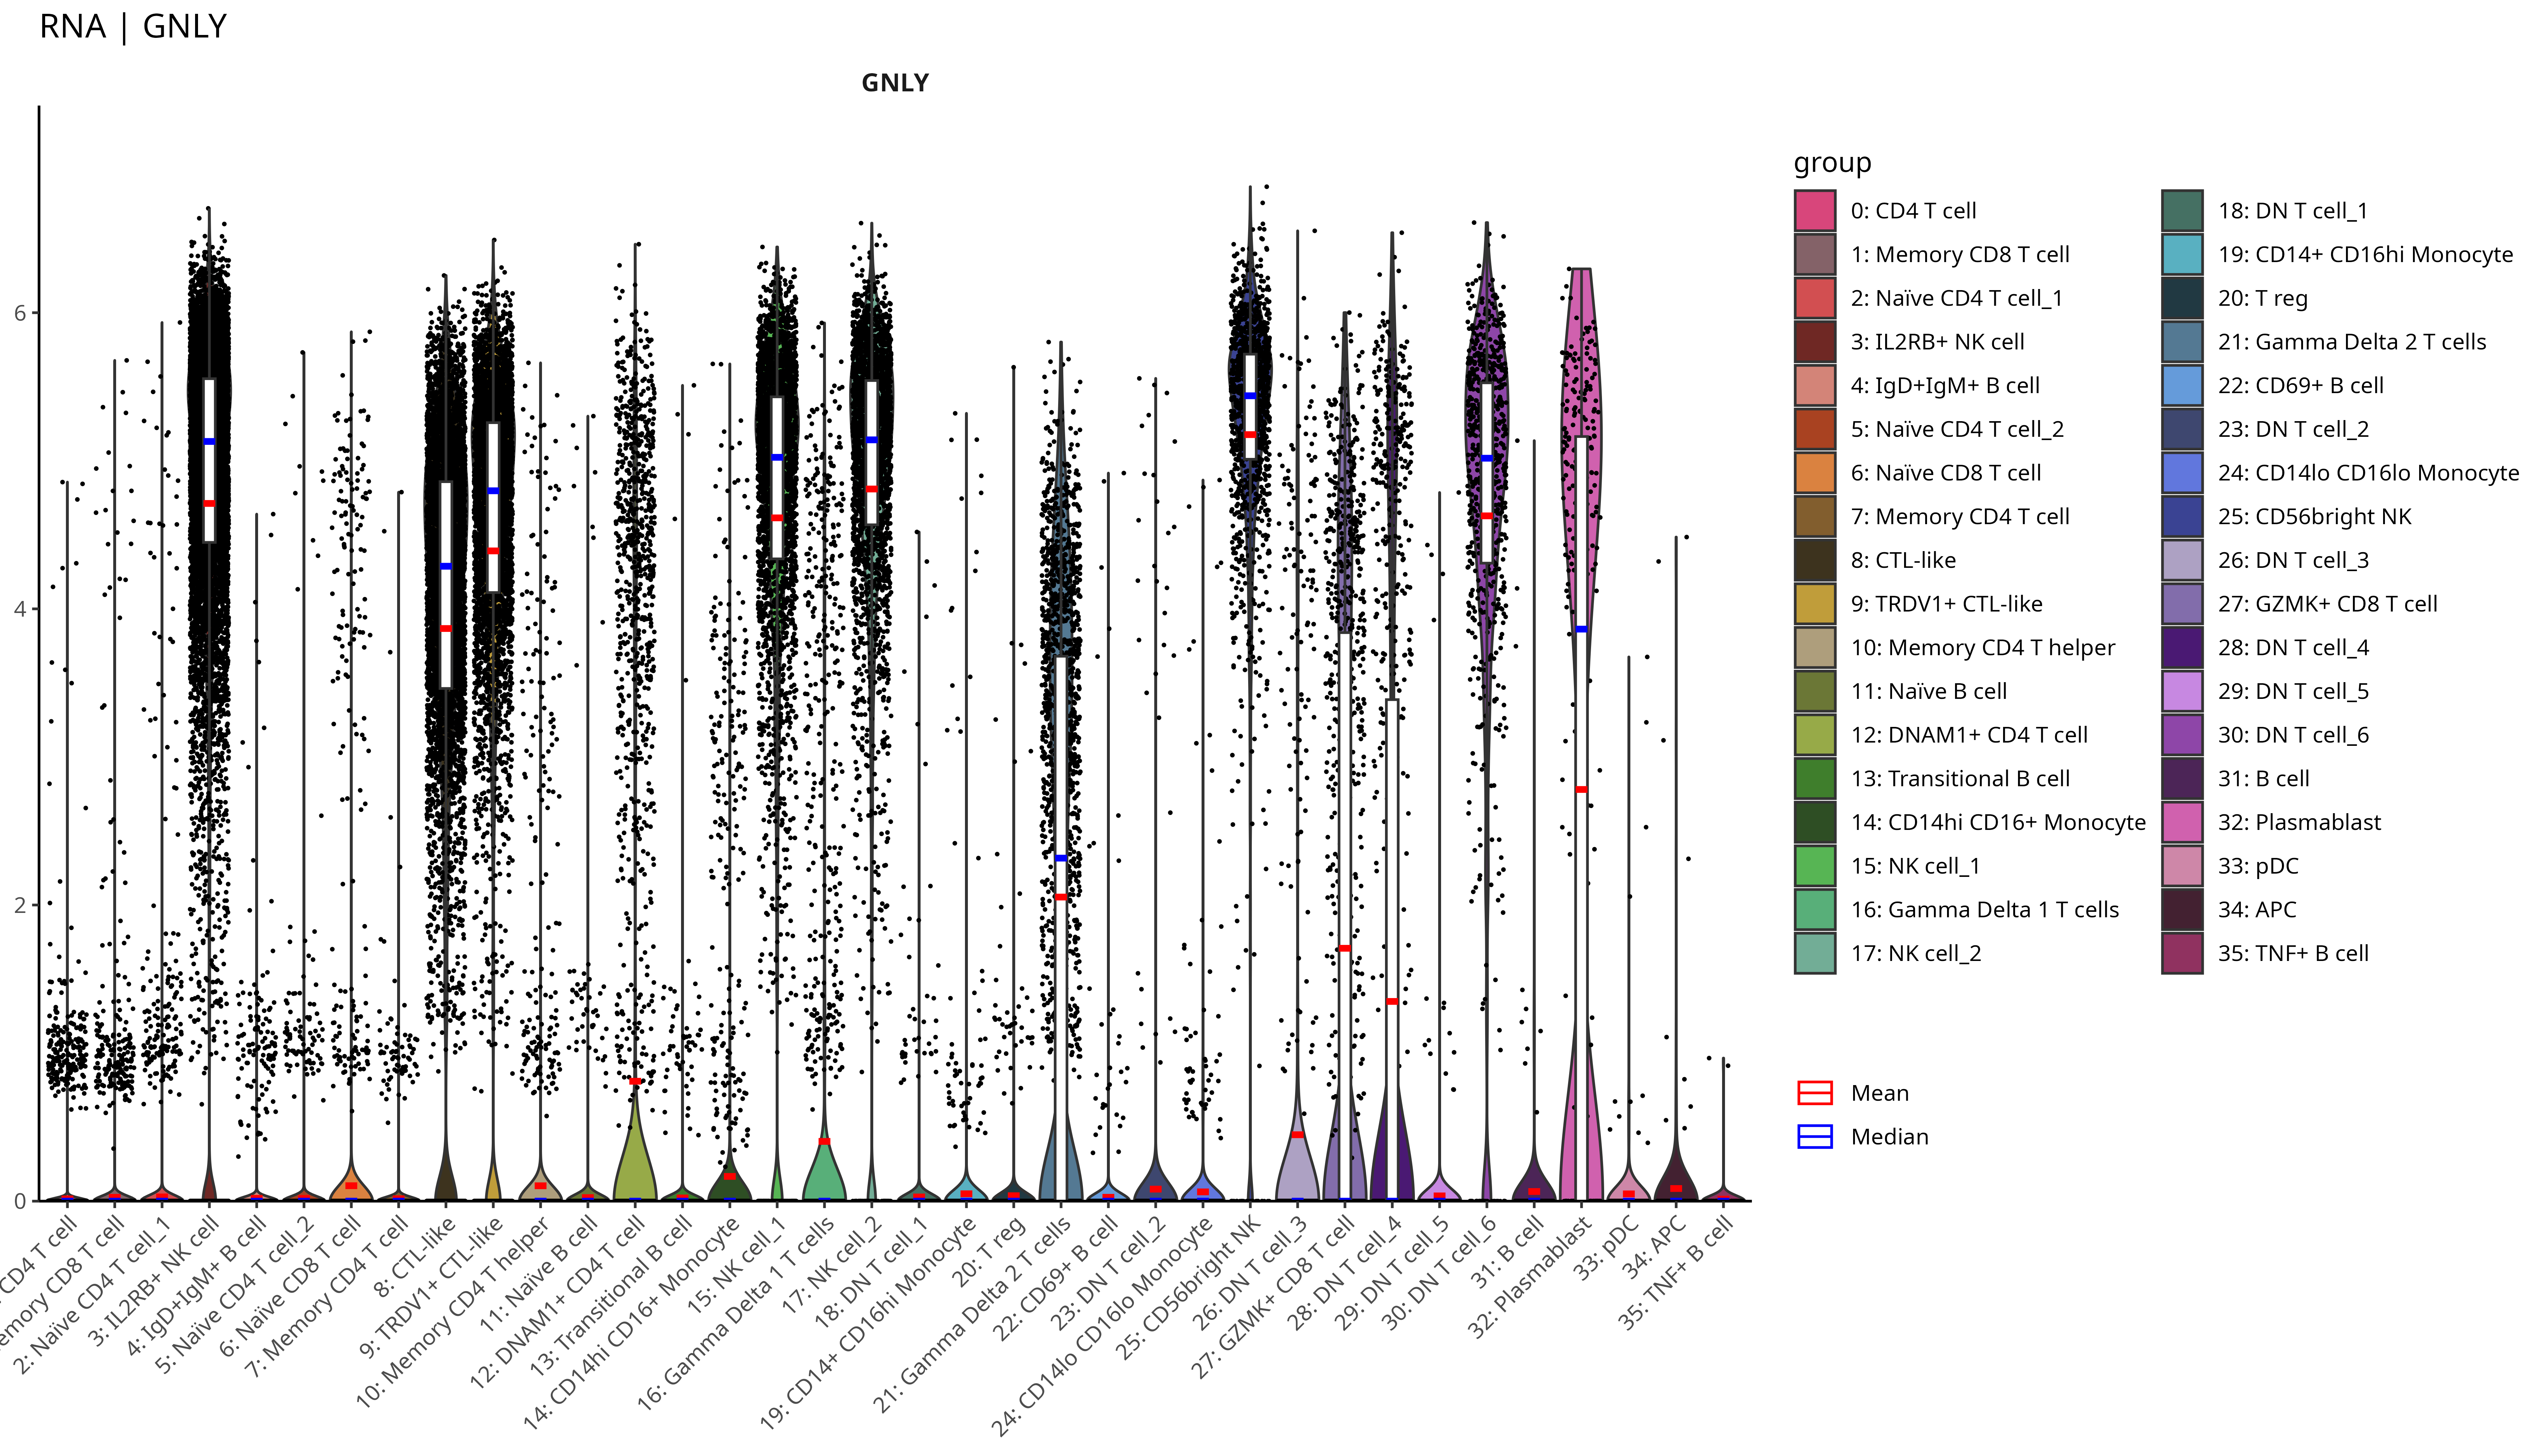 RNA | GNLY
GNLY
6
4
2
0
CD4 T cell
Memory CD8 T cell
2: Naïve CD4 T cell_1
3: IL2RB+ NK cell
4: IgD+IgM+ B cell
5: Naïve CD4 T cell_2
6: Naïve CD8 T cell
7: Memory CD4 T cell
8: CTL-like
9: TRDV1+ CTL-like
10: Memory CD4 T helper
11: Naïve B cell
12: DNAM1+ CD4 T cell
13: Transitional B cell
14: CD14hi CD16+ Monocyte
15: NK cell_1
16: Gamma Delta 1 T cells
17: NK cell_2
18: DN T cell_1
19: CD14+ CD16hi Monocyte
20: T reg
21: Gamma Delta 2 T cells
22: CD69+ B cell
23: DN T cell_2
24: CD14lo CD16lo Monocyte
25: CD56bright NK
26: DN T cell_3
27: GZMK+ CD8 T cell
28: DN T cell_4
29: DN T cell_5
30: DN T cell_6
31: B cell
32: Plasmablast
33: pDC
34: APC
35: TNF+ B cell
group
0: CD4 T cell
1: Memory CD8 T cell
2: Naïve CD4 T cell_1
3: IL2RB+ NK cell
4: IgD+IgM+ B cell
5: Naïve CD4 T cell_2
6: Naïve CD8 T cell
7: Memory CD4 T cell
8: CTL-like
9: TRDV1+ CTL-like
10: Memory CD4 T helper
11: Naïve B cell
12: DNAM1+ CD4 T cell
13: Transitional B cell
14: CD14hi CD16+ Monocyte
15: NK cell_1
16: Gamma Delta 1 T cells
17: NK cell_2
18: DN T cell_1
19: CD14+ CD16hi Monocyte
20: T reg
21: Gamma Delta 2 T cells
22: CD69+ B cell
23: DN T cell_2
24: CD14lo CD16lo Monocyte
25: CD56bright NK
26: DN T cell_3
27: GZMK+ CD8 T cell
28: DN T cell_4
29: DN T cell_5
30: DN T cell_6
31: B cell
32: Plasmablast
33: pDC
34: APC
35: TNF+ B cell
Mean
Median